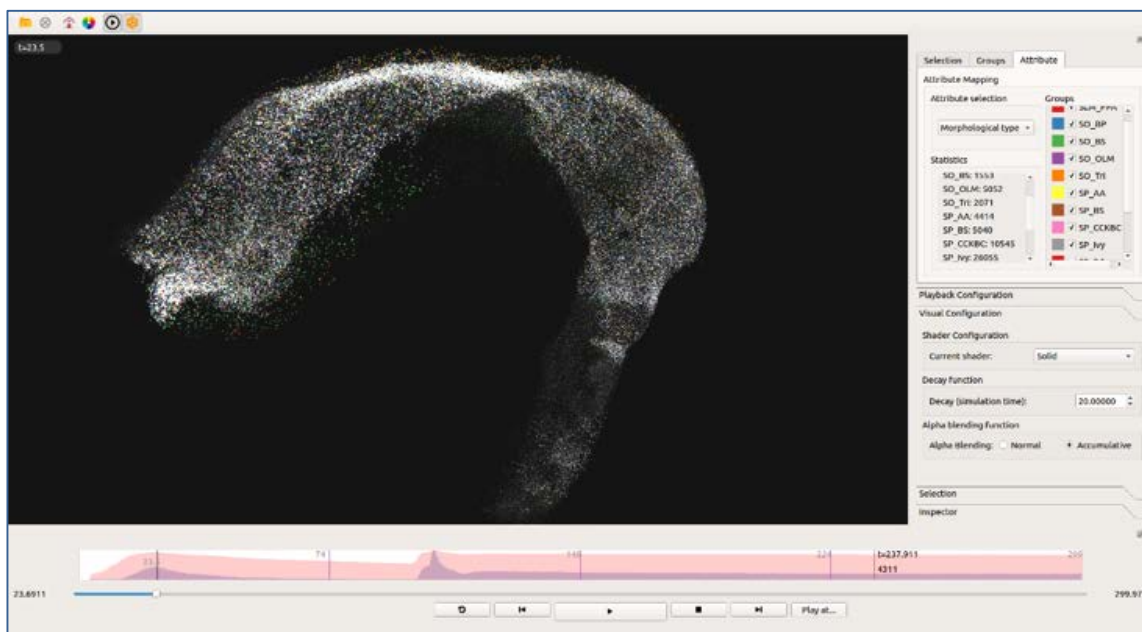 t=23.5
Selection Groups Attribute
Attribute Mapping
Attribute selection
Morphological type
Statistics
SO_BS: 1553
SO_OLM: 5052
SO_Tri: 2071
SP_AA: 4414
SP_BS: 5040
SP_CCKBC: 10545
SP_Ivy: 26055
Groups
SLM_PPA
SO_BP
SO_BS
SO_OLM
SO_Tri
SP_AA
SP_BS
SP_CCKBC
SP_Ivy
Playback Configuration
Visual Configuration
Shader Configuration
Current shader: Solid
Decay function
Decay (simulation time): 20.00000
Alpha blending function
Alpha Blending: Normal Accumulative
Selection
Inspector
74
224
t=237.911
4311
23.6911
299.97
Play at...